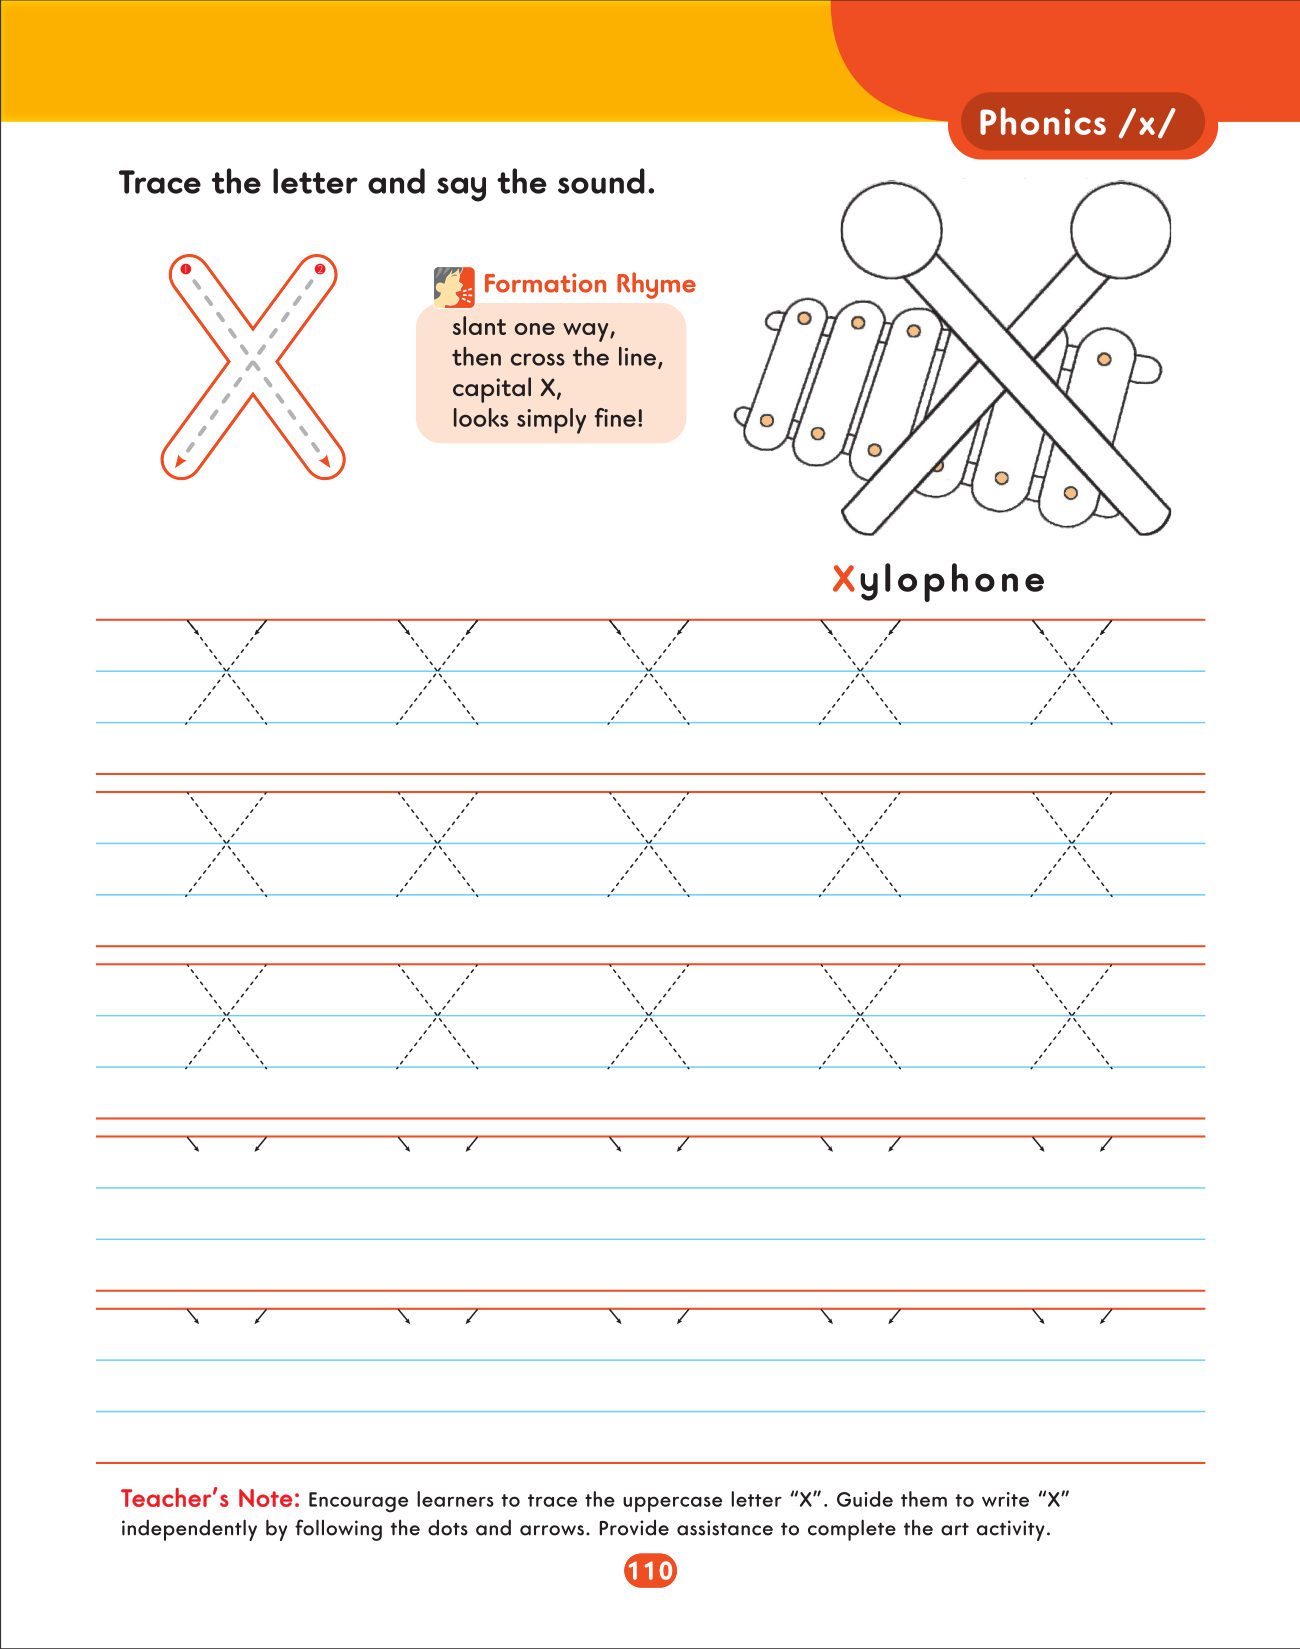 Phonics /x/
Trace the letter and say the sound.
1 2
Formation Rhyme
slant one way,
then cross the line,
capital X,
looks simply fine!
Xylophone
X X X X X
X X X X X
X X X X X
Teacher's Note: Encourage learners to trace the uppercase letter “X”. Guide them to write “X”
independently by following the dots and arrows. Provide assistance to complete the art activity.
110